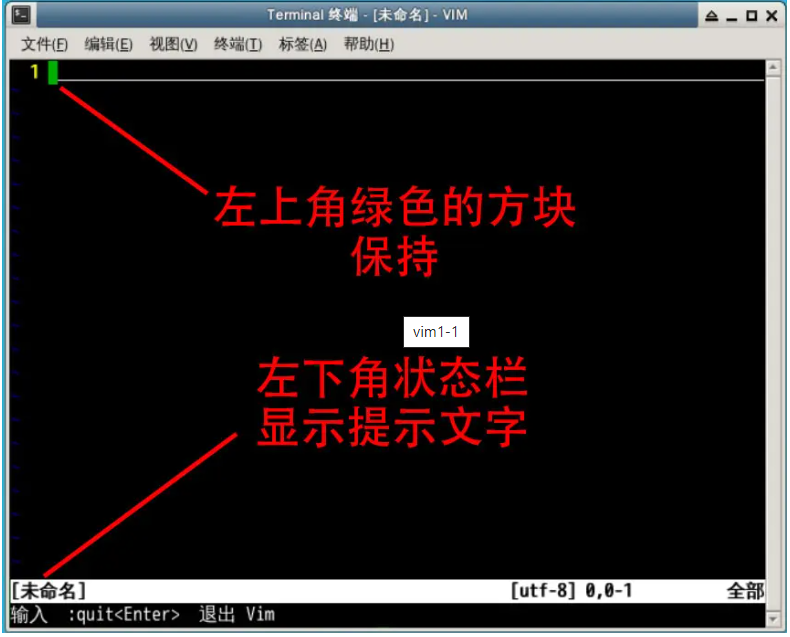 Terminal 终端 - [未命名] - VIM
文件(F) 编辑(E) 视图(V) 终端(T) 标签(A) 帮助(H)
1
左上角绿色的方块
保持
vim1-1
左下角状态栏
显示提示文字
[未命名] [utf-8] 0,0-1 全部
输入 :quit<Enter> 退出 Vim